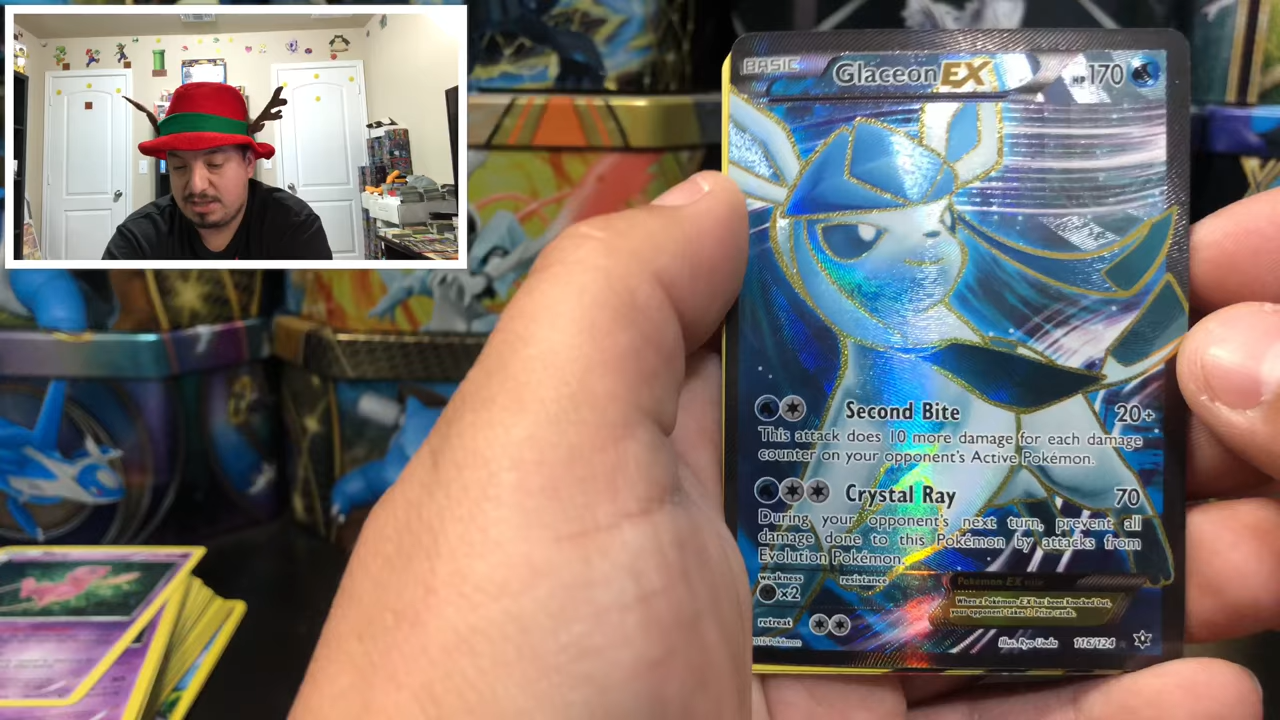 BASIC
Glaceon EX HP 170
Second Bite 20+
This attack does 10 more damage for each damage
counter on your opponent's Active Pokémon.
Crystal Ray 70
During your opponent's next turn, prevent all
damage done to this Pokémon by attacks from
Evolution Pokémon.
weakness resistance
x2
Pokémon-EX rule
When a Pokémon-EX has been Knocked Out,
your opponent takes 2 Prize cards.
retreat
2016 Pokémon
Illus. Ryo Ueda
116/124